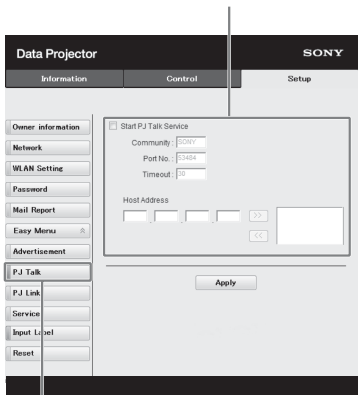 Data Projector
SONY
Information
Control
Setup
Owner information
Network
WLAN Setting
Password
Mail Report
Easy Menu
Advertisement
PJ Talk
PJ Link
Service
Input Label
Reset
Start PJ Talk Service
Community : SONY
Port No. : 53484
Timeout : 30
Host Address
. . .
>>
<<
Apply